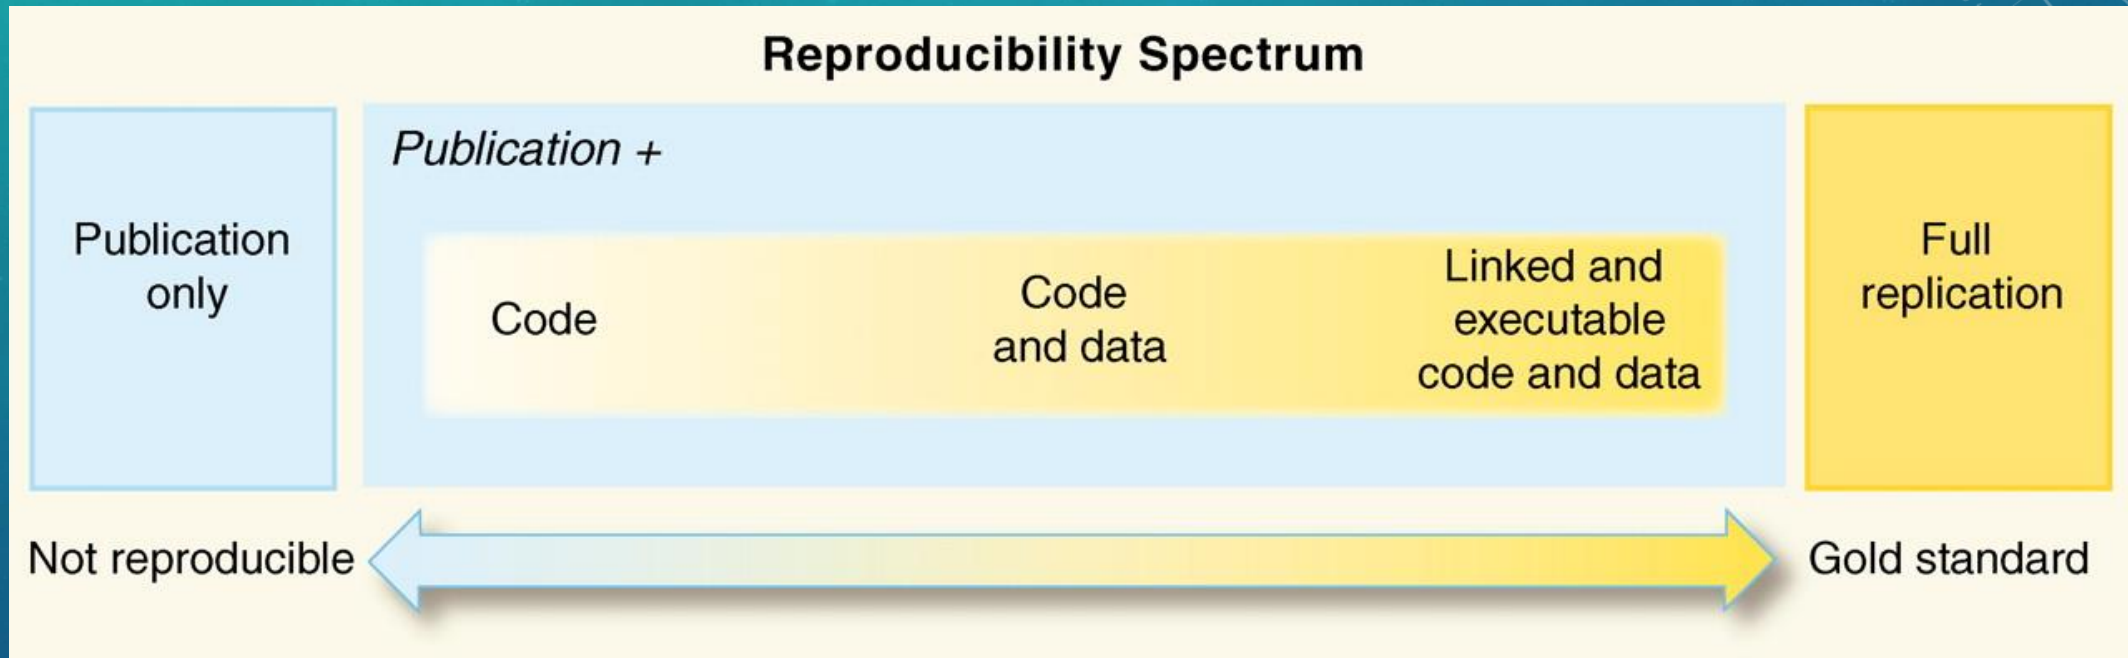 Reproducibility Spectrum
Publication
only
Publication +
Code
Code
and data
Linked and
executable
code and data
Full
replication
Not reproducible
Gold standard